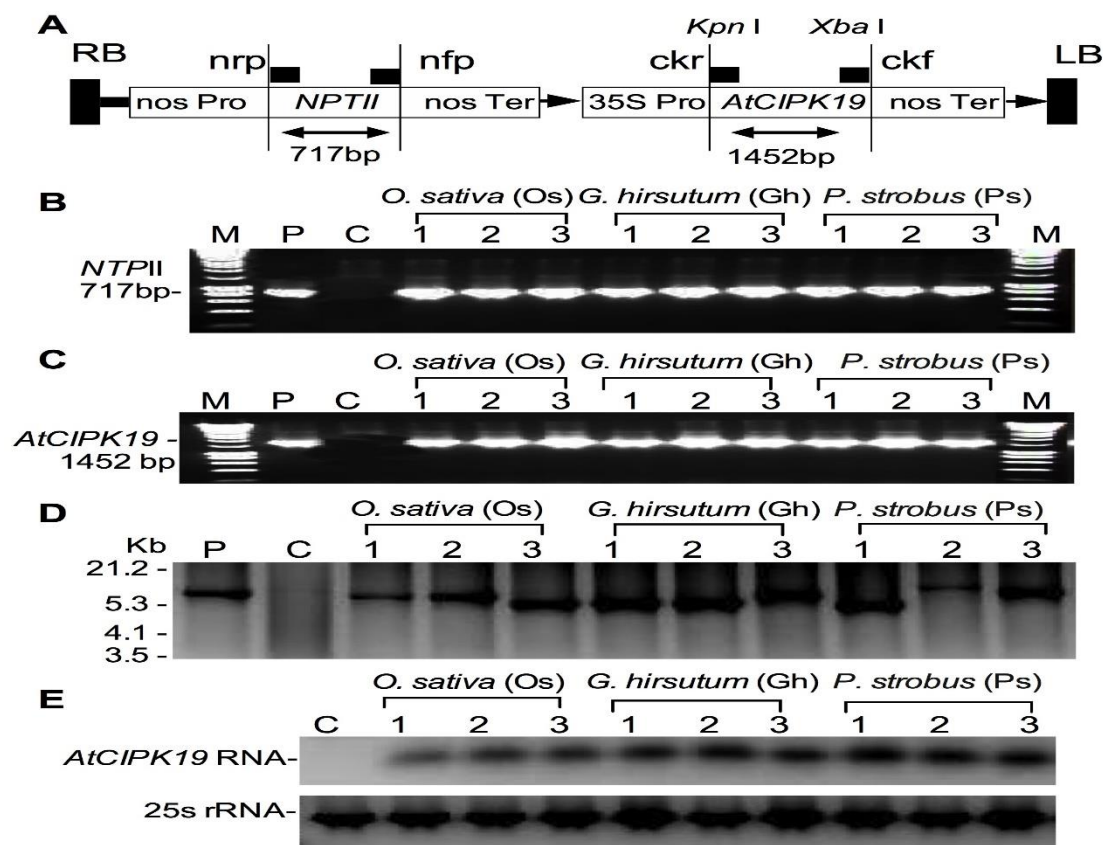 A
Kpn I Xba I
RB nrp nfp ckr ckf LB
nos Pro NPTII nos Ter 35S Pro AtCIPK19 nos Ter
717bp 1452bp
B
O. sativa (Os) G. hirsutum (Gh) P. strobus (Ps)
M P C 1 2 3 1 2 3 1 2 3 M
NTPII
717bp-
C
O. sativa (Os) G. hirsutum (Gh) P. strobus (Ps)
M P C 1 2 3 1 2 3 1 2 3 M
AtCIPK19 -
1452 bp
D
O. sativa (Os) G. hirsutum (Gh) P. strobus (Ps)
Kb P C 1 2 3 1 2 3 1 2 3
21.2 -
5.3 -
4.1 -
3.5 -
E
O. sativa (Os) G. hirsutum (Gh) P. strobus (Ps)
C 1 2 3 1 2 3 1 2 3
AtCIPK19 RNA-
25s rRNA-